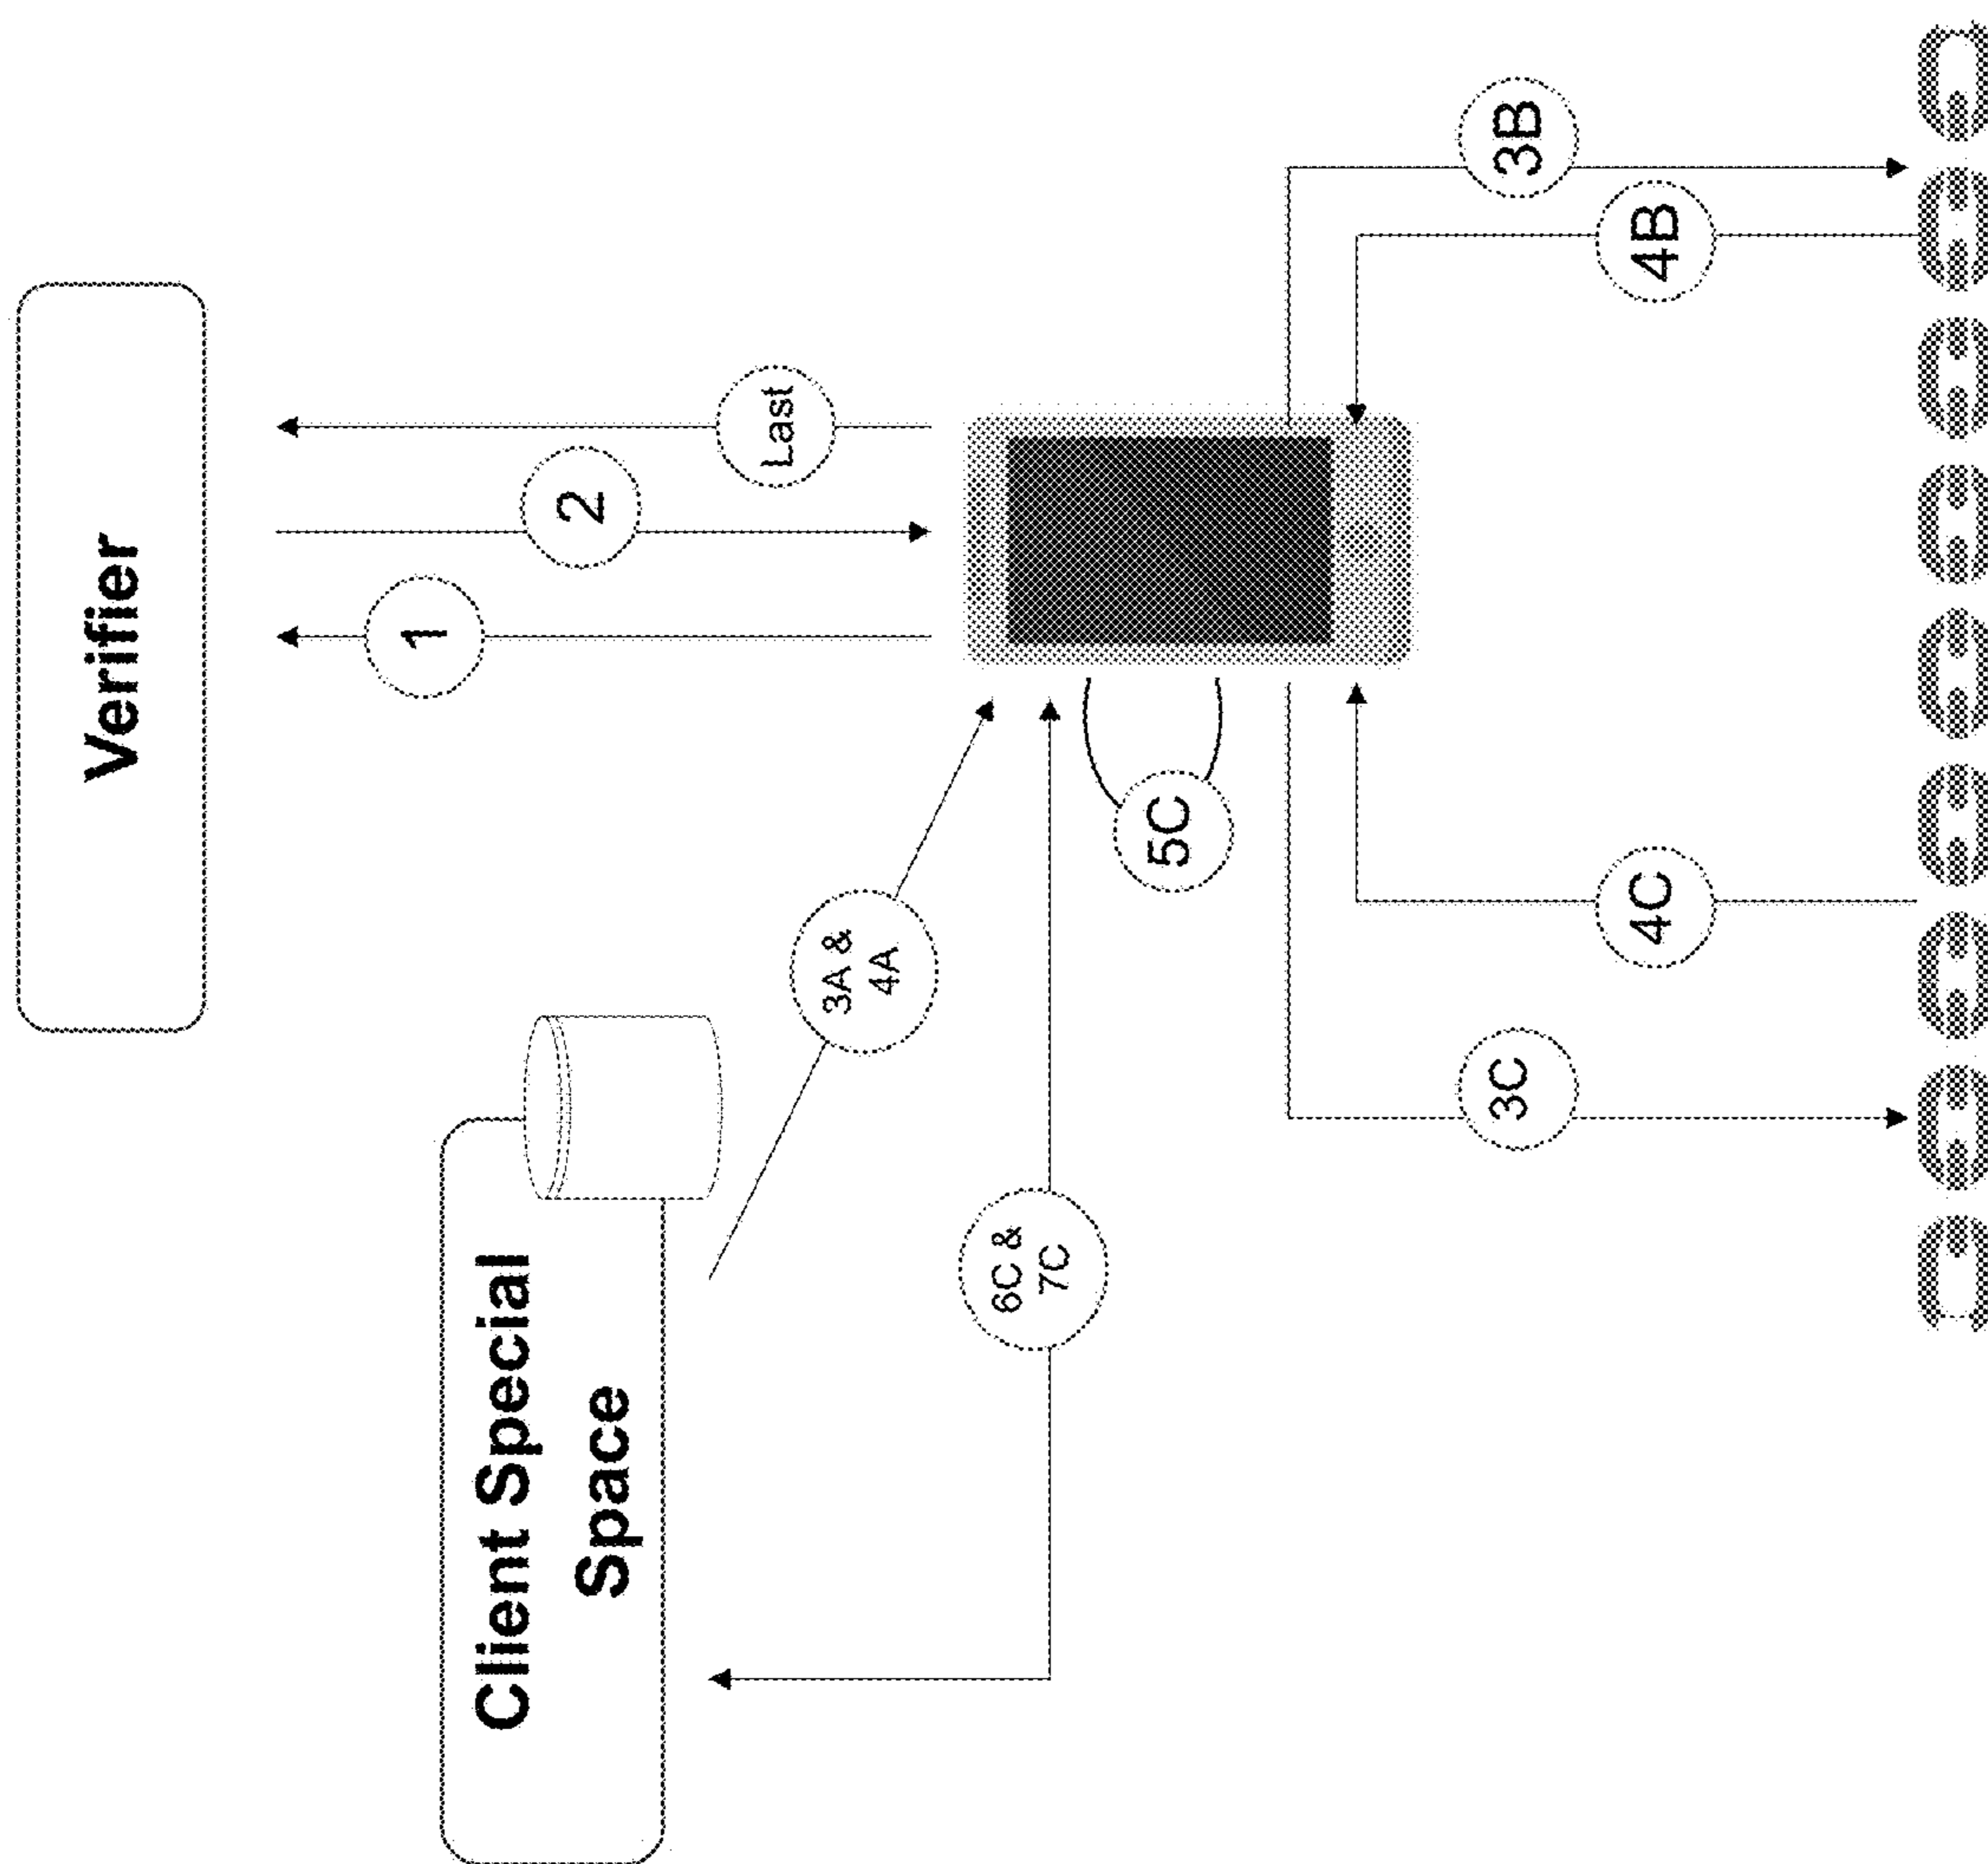 Verifier
1
2
Last
Client Special
Space
3A &
4A
6C &
7C
5C
3C
4C
4B
3B